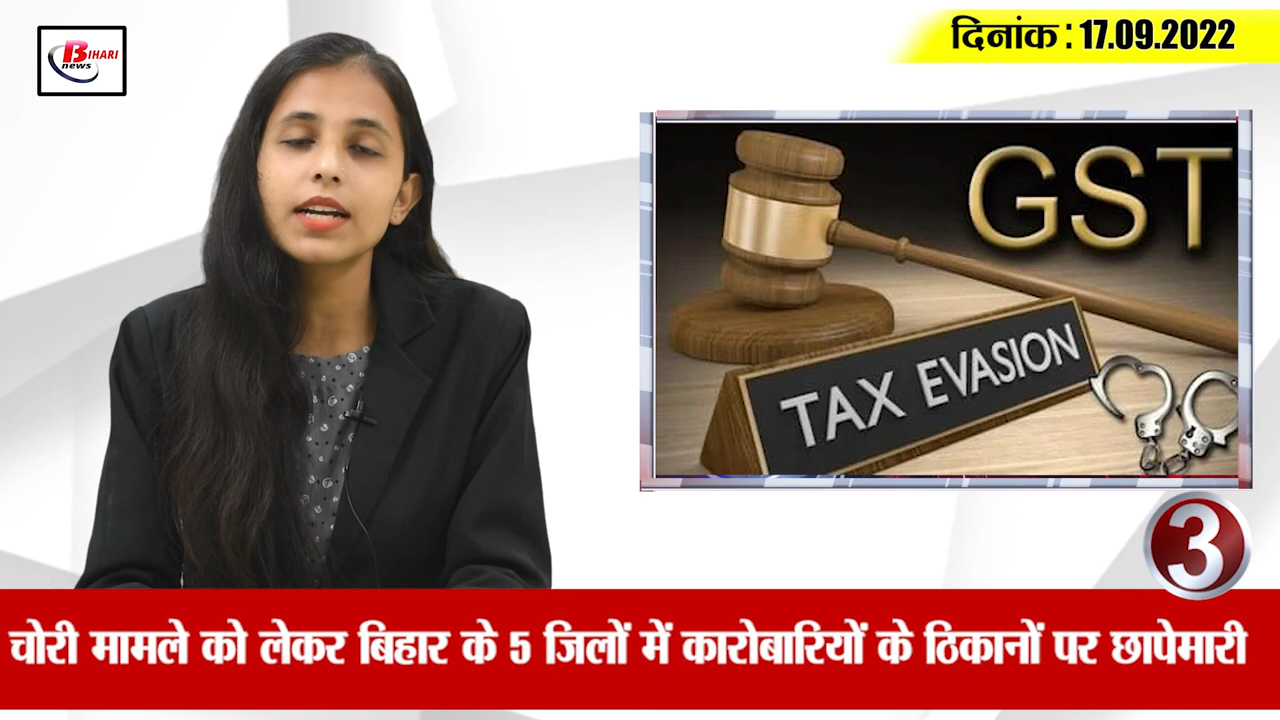 BIHARI
news
दिनांक : 17.09.2022
GST
TAX EVASION
3
चोरी मामले को लेकर बिहार के 5 जिलों में कारोबारियों के ठिकानों पर छापेमारी